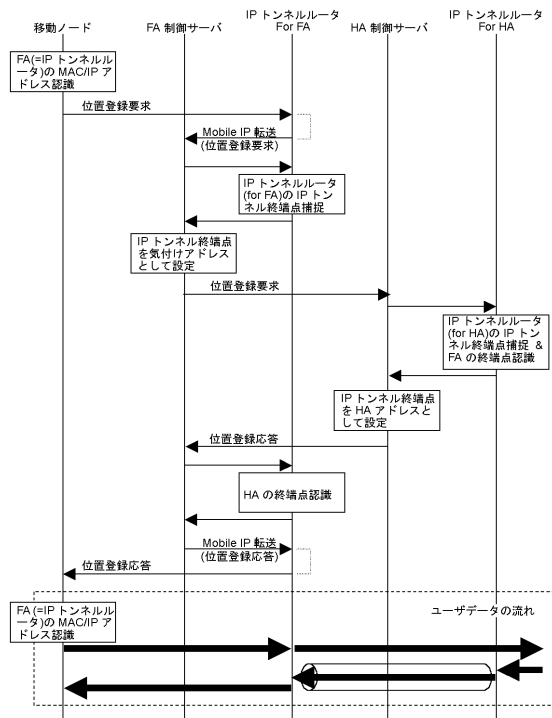 移動ノード
FA 制御サーバ
IP トンネルルータ
For FA
HA 制御サーバ
IP トンネルルータ
For HA
FA(=IP トンネルル
ータ)の MAC/IP ア
ドレス認識
位置登録要求
Mobile IP 転送
(位置登録要求)
IP トンネルルータ
(for FA)の IP トン
ネル終端点捕捉
IP トンネル終端点
を気付けアドレス
として設定
位置登録要求
IP トンネルルータ
(for HA)の IP トン
ネル終端点捕捉 &
FA の終端点認識
IP トンネル終端点
を HA アドレスと
して設定
位置登録応答
HA の終端点認識
Mobile IP 転送
(位置登録応答)
位置登録応答
FA (=IP トンネルル
ータ)の MAC/IP ア
ドレス認識
ユーザデータの流れ